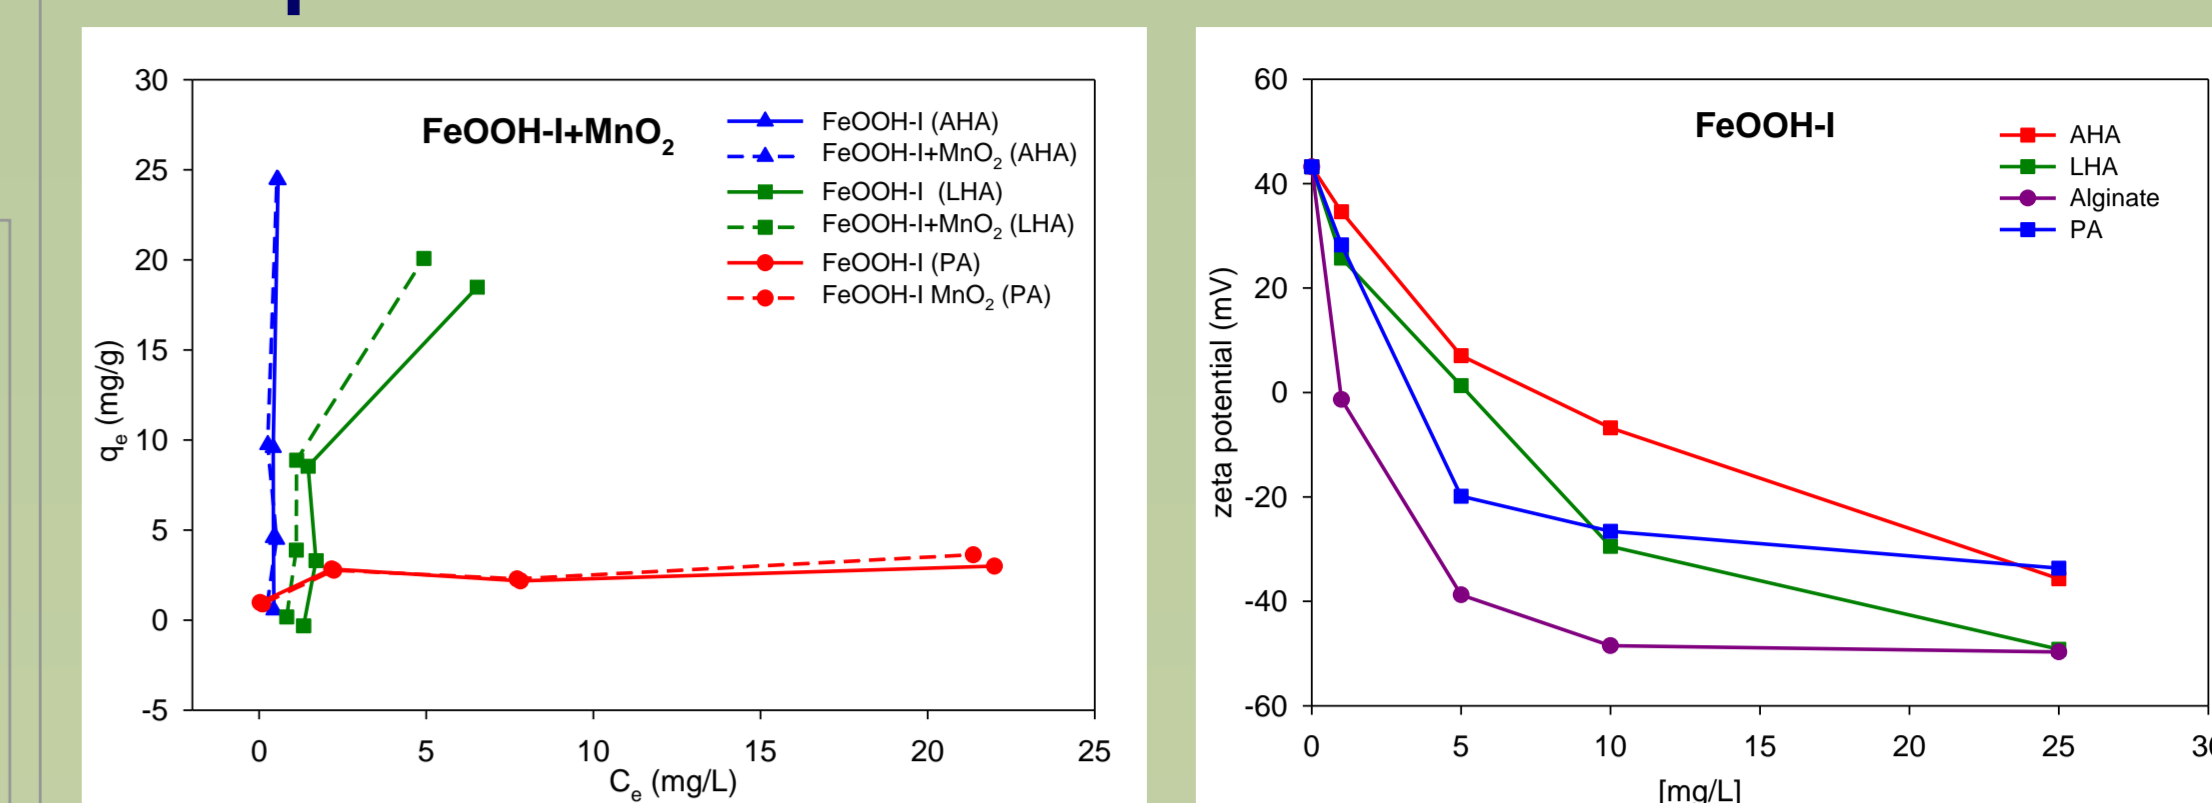 30
25
20
15
10
5
0
-5
q_e (mg/g)
FeOOH-I+MnO₂
FeOOH-I (AHA)
FeOOH-I+MnO₂ (AHA)
FeOOH-I (LHA)
FeOOH-I+MnO₂ (LHA)
FeOOH-I (PA)
FeOOH-I MnO₂ (PA)
0 5 10 15 20 25
Cₑ (mg/L)
60
40
20
0
-20
-40
-60
zeta potential (mV)
FeOOH-I
AHA
LHA
Alginate
PA
0 5 10 15 20 25
[mg/L]